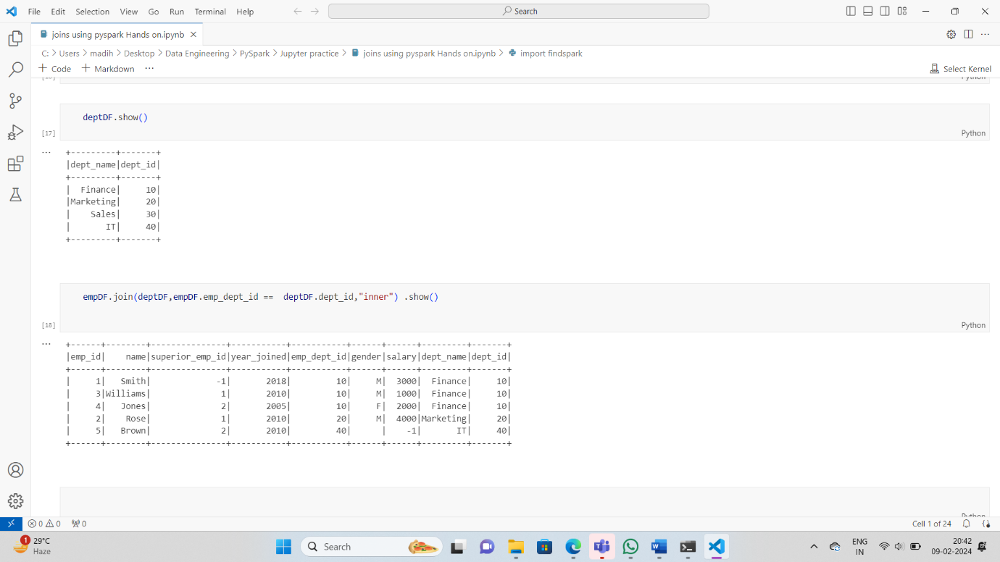 File Edit Selection View Go Run Terminal Help
Search
joins using pyspark Hands on.ipynb
C: > Users > madih > Desktop > Data Engineering > PySpark > Jupyter practice > joins using pyspark Hands on.ipynb > import findspark
+ Code + Markdown ...
Select Kernel
Python
deptDF.show()
[17]
Python
+---------+-------+
|dept_name|dept_id|
+---------+-------+
|  Finance|     10|
|Marketing|     20|
|    Sales|     30|
|       IT|     40|
+---------+-------+
empDF.join(deptDF,empDF.emp_dept_id ==  deptDF.dept_id,"inner") .show()
[18]
Python
+------+--------+---------------+-----------+-----------+------+------+---------+-------+
|emp_id|    name|superior_emp_id|year_joined|emp_dept_id|gender|salary|dept_name|dept_id|
+------+--------+---------------+-----------+-----------+------+------+---------+-------+
|     1|   Smith|             -1|       2018|         10|     M|  3000|  Finance|     10|
|     3|Williams|              1|       2010|         10|     M|  1000|  Finance|     10|
|     4|   Jones|              2|       2005|         10|     F|  2000|  Finance|     10|
|     2|    Rose|              1|       2010|         20|     M|  4000|Marketing|     20|
|     5|   Brown|              2|       2010|         40|      |    -1|       IT|     40|
+------+--------+---------------+-----------+-----------+------+------+---------+-------+
Python
0 0 0
Cell 1 of 24
1
29°C
Haze
Search
ENG
IN
20:42
09-02-2024